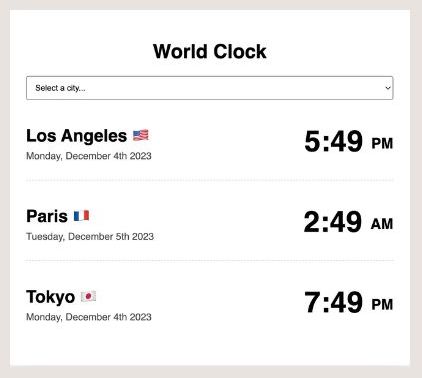 World Clock
Select a city...
Los Angeles 🇺🇸 5:49 PM
Monday, December 4th 2023
Paris 🇫🇷 2:49 AM
Tuesday, December 5th 2023
Tokyo 🇯🇵 7:49 PM
Monday, December 4th 2023